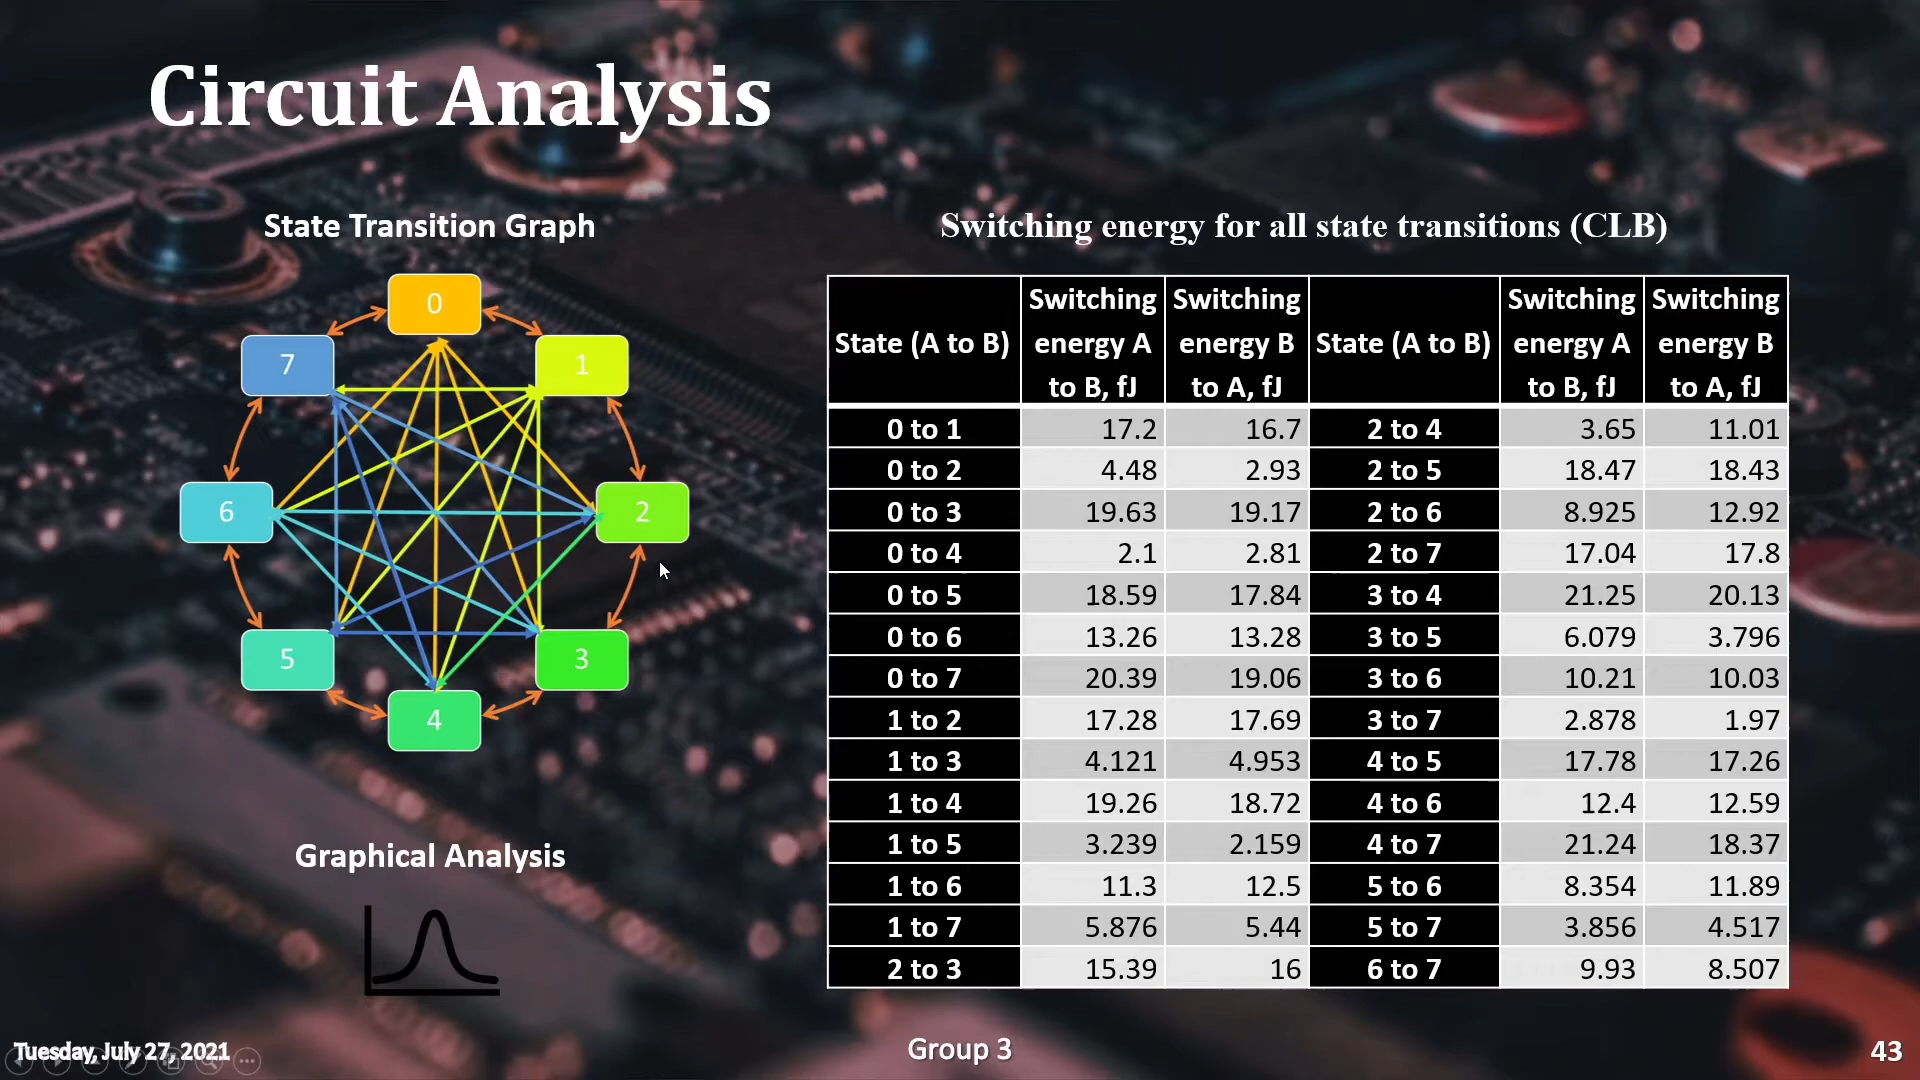 Circuit Analysis
State Transition Graph
0
7
1
6
2
5
3
4
Graphical Analysis
Switching energy for all state transitions (CLB)
State (A to B) Switching energy A to B, fJ Switching energy B to A, fJ State (A to B) Switching energy A to B, fJ Switching energy B to A, fJ
0 to 1 17.2 16.7 2 to 4 3.65 11.01
0 to 2 4.48 2.93 2 to 5 18.47 18.43
0 to 3 19.63 19.17 2 to 6 8.925 12.92
0 to 4 2.1 2.81 2 to 7 17.04 17.8
0 to 5 18.59 17.84 3 to 4 21.25 20.13
0 to 6 13.26 13.28 3 to 5 6.079 3.796
0 to 7 20.39 19.06 3 to 6 10.21 10.03
1 to 2 17.28 17.69 3 to 7 2.878 1.97
1 to 3 4.121 4.953 4 to 5 17.78 17.26
1 to 4 19.26 18.72 4 to 6 12.4 12.59
1 to 5 3.239 2.159 4 to 7 21.24 18.37
1 to 6 11.3 12.5 5 to 6 8.354 11.89
1 to 7 5.876 5.44 5 to 7 3.856 4.517
2 to 3 15.39 16 6 to 7 9.93 8.507
Tuesday, July 27, 2021
Group 3
43